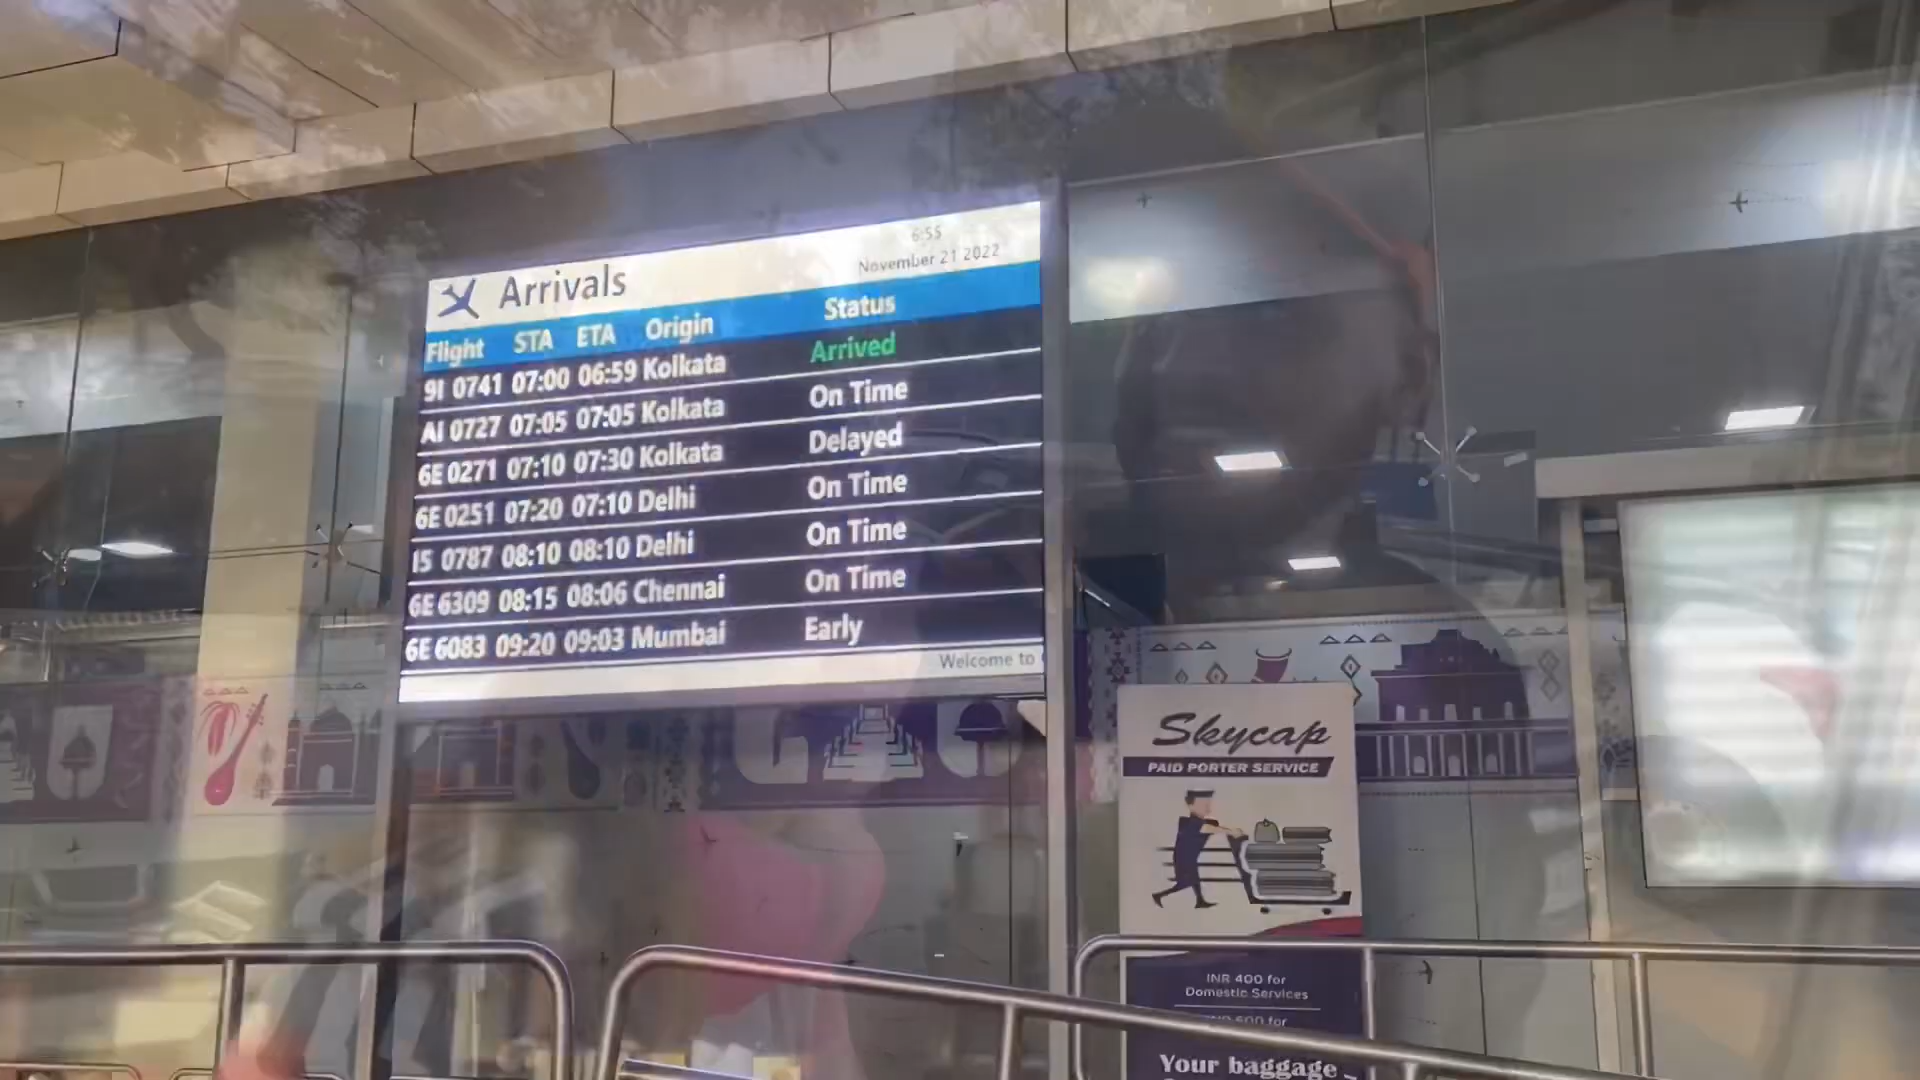 6:55
November 21 2022
Arrivals
Flight STA ETA Origin Status
9I 0741 07:00 06:59 Kolkata Arrived
AI 0727 07:05 07:05 Kolkata On Time
6E 0271 07:10 07:30 Kolkata Delayed
6E 0251 07:20 07:10 Delhi On Time
I5 0787 08:10 08:10 Delhi On Time
6E 6309 08:15 08:06 Chennai On Time
6E 6083 09:20 09:03 Mumbai Early
Welcome to
Skycap
PAID PORTER SERVICE
INR 400 for
Domestic Services
600 for
Your baggage